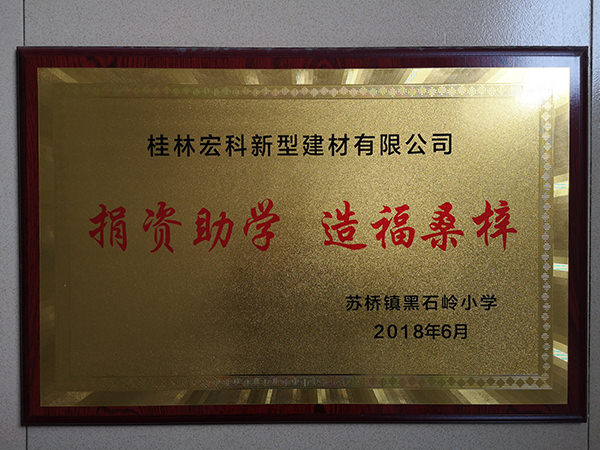 桂林宏科新型建材有限公司
捐资助学 造福桑梓
苏桥镇黑石岭小学
2018年6月